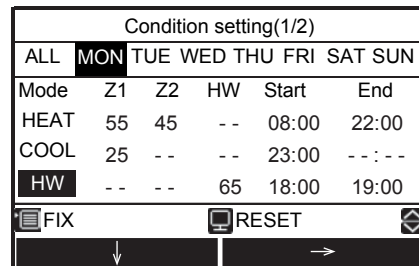 Condition setting(1/2)
ALL MON TUE WED THU FRI SAT SUN
Mode Z1 Z2 HW Start End
HEAT 55 45 - - 08:00 22:00
COOL 25 - - - - 23:00 - - : - -
HW - - - - 65 18:00 19:00
FIX RESET
↓ →